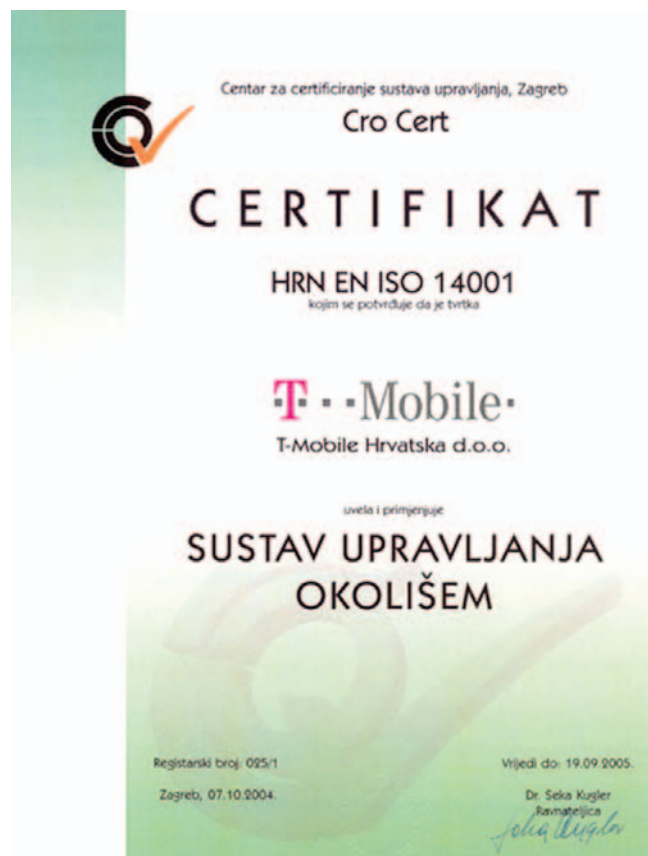 Centar za certificiranje sustava upravljanja, Zagreb
Cro Cert
CERTIFIKAT
HRN EN ISO 14001
kojim se potvrđuje da je tvrtka
T··Mobile·
T-Mobile Hrvatska d.o.o.
uvela i primjenjuje
SUSTAV UPRAVLJANJA
OKOLIŠEM
Registarski broj: 025/1
Vrijedi do: 19.09.2005.
Zagreb, 07.10.2004.
Dr. Seka Kugler
Ravnateljica